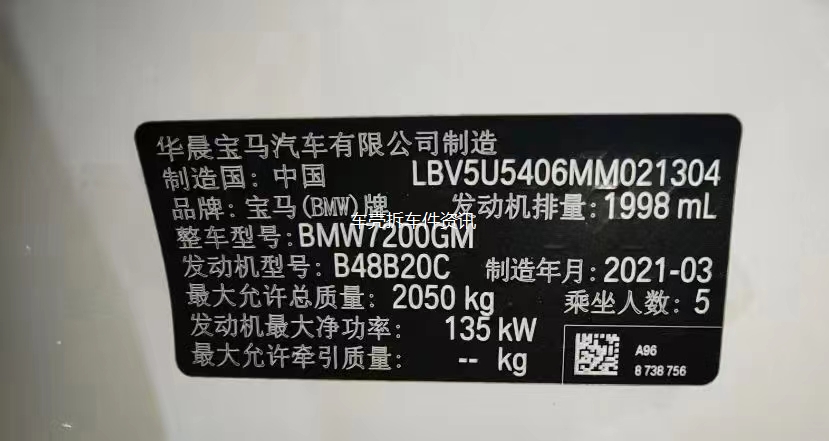 华晨宝马汽车有限公司制造
制造国: 中国 LBV5U5406MM021304
品牌: 宝马(BMW)牌 发动机排量: 1998 mL
车亮拆车件资讯
整车型号: BMW7200GM
发动机型号: B48B20C 制造年月: 2021-03
最大允许总质量: 2050 kg 乘坐人数: 5
发动机最大净功率: 135 kW
最大允许牵引质量: -- kg
A96
8 738 756